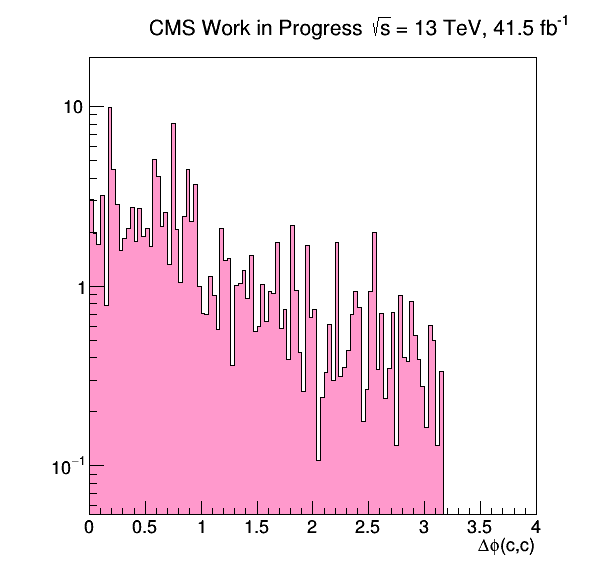 CMS Work in Progress √s = 13 TeV, 41.5 fb⁻¹
10
1
10⁻¹
0 0.5 1 1.5 2 2.5 3 3.5 4
Δϕ(c,c)